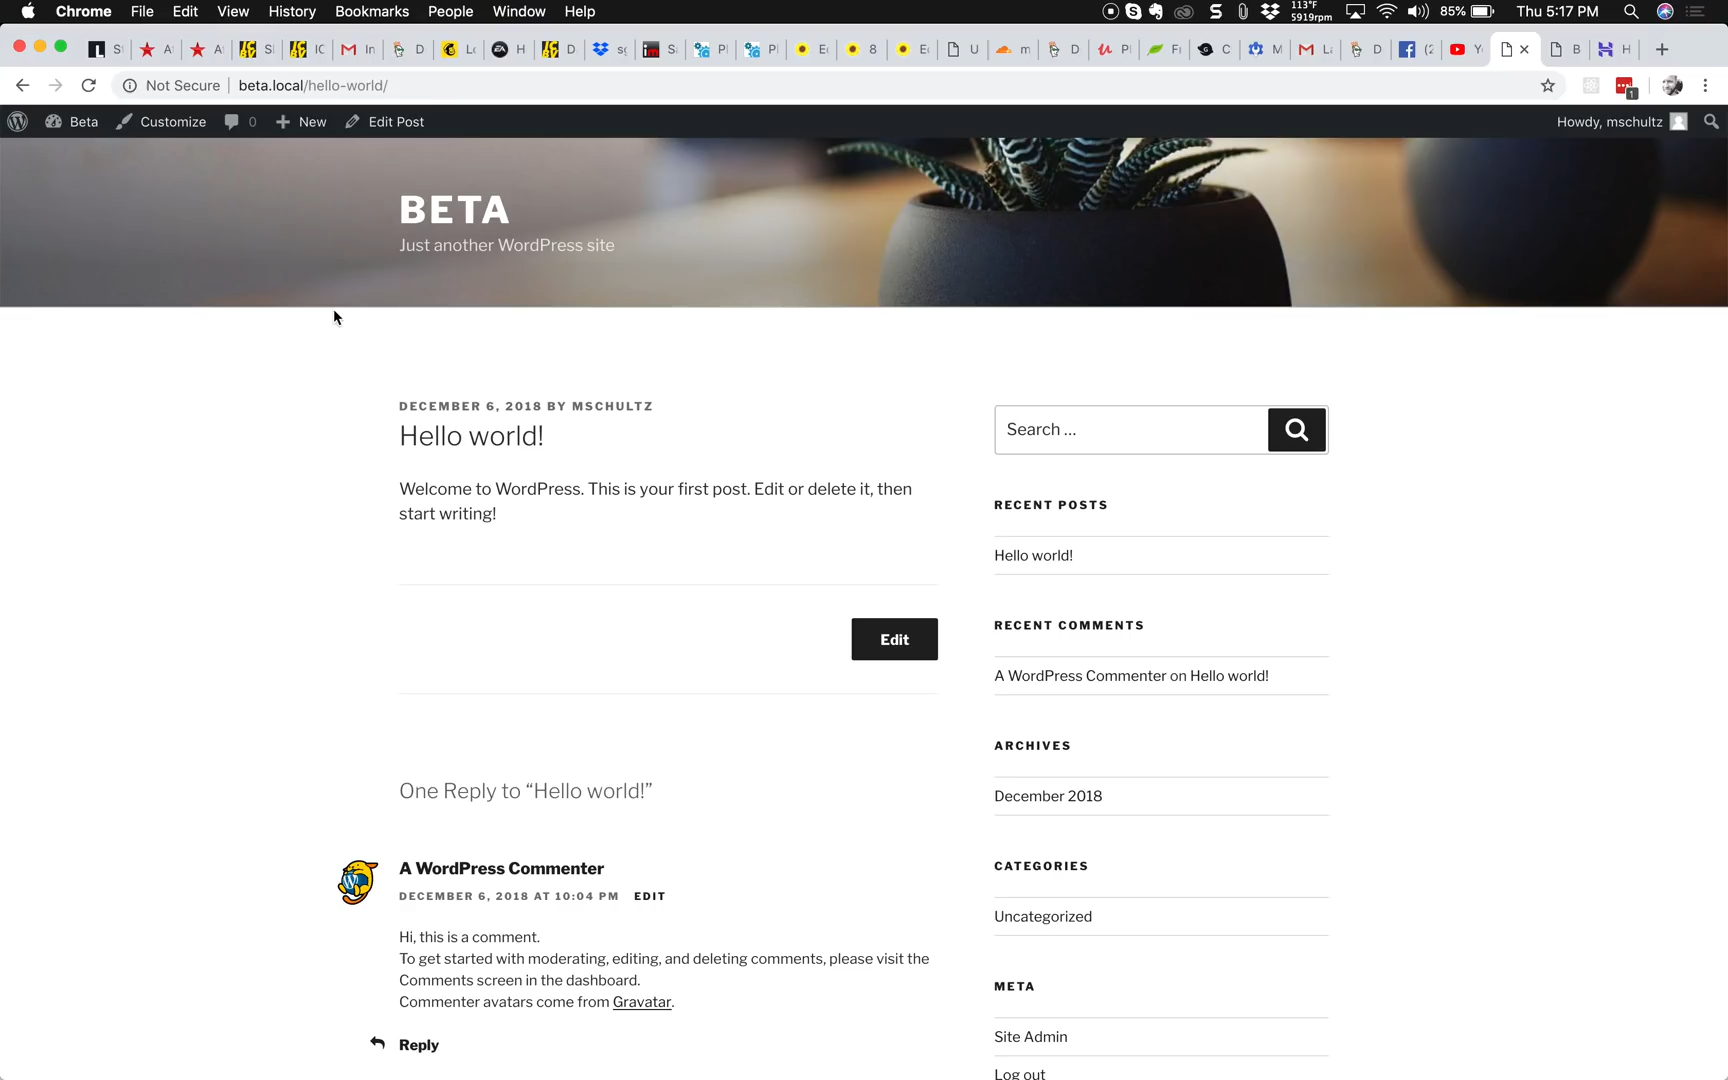 Chrome File Edit View History Bookmarks People Window Help 113°F 5919rpm 85% Thu 5:17 PM
Not Secure beta.local/hello-world/ 1
Beta Customize 0 New Edit Post Howdy, mschultz
BETA
Just another WordPress site
DECEMBER 6, 2018 BY MSCHULTZ
Hello world!
Welcome to WordPress. This is your first post. Edit or delete it, then
start writing!
Edit
One Reply to “Hello world!”
A WordPress Commenter
DECEMBER 6, 2018 AT 10:04 PM EDIT
Hi, this is a comment.
To get started with moderating, editing, and deleting comments, please visit the
Comments screen in the dashboard.
Commenter avatars come from Gravatar.
Reply
Search …
RECENT POSTS
Hello world!
RECENT COMMENTS
A WordPress Commenter on Hello world!
ARCHIVES
December 2018
CATEGORIES
Uncategorized
META
Site Admin
Log out